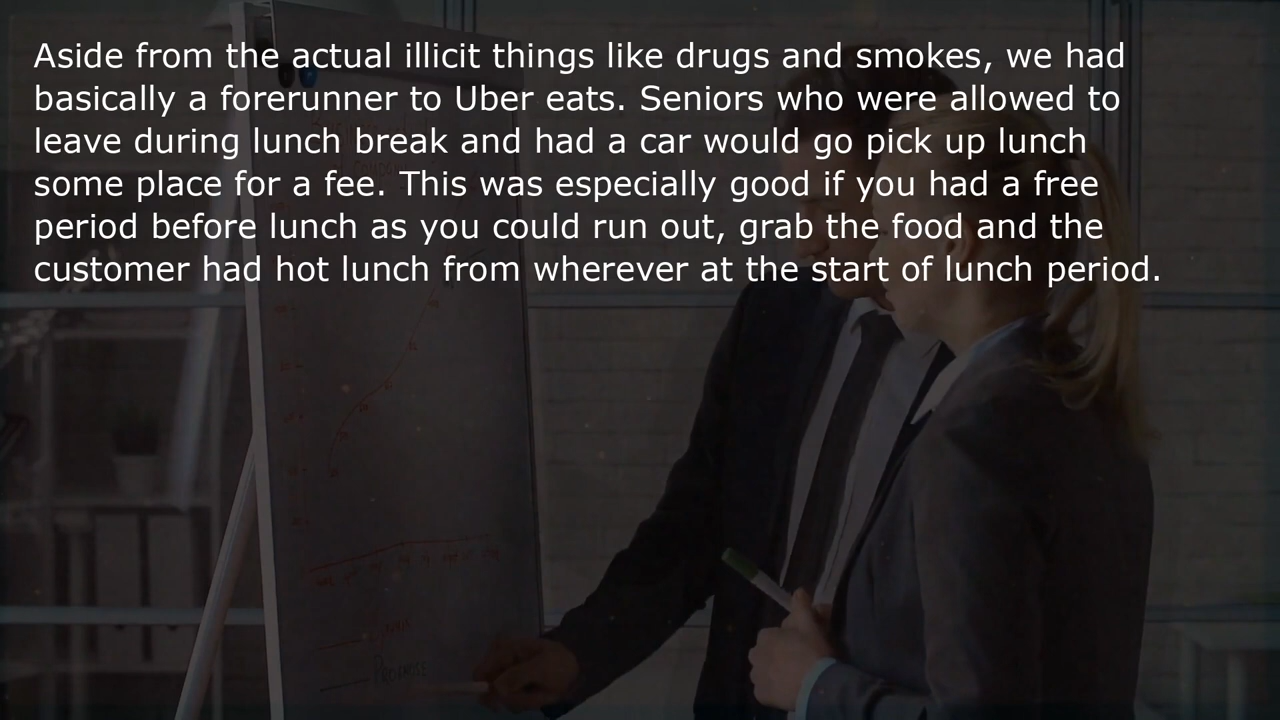 Aside from the actual illicit things like drugs and smokes, we had
basically a forerunner to Uber eats. Seniors who were allowed to
leave during lunch break and had a car would go pick up lunch
some place for a fee. This was especially good if you had a free
period before lunch as you could run out, grab the food and the
customer had hot lunch from wherever at the start of lunch period.